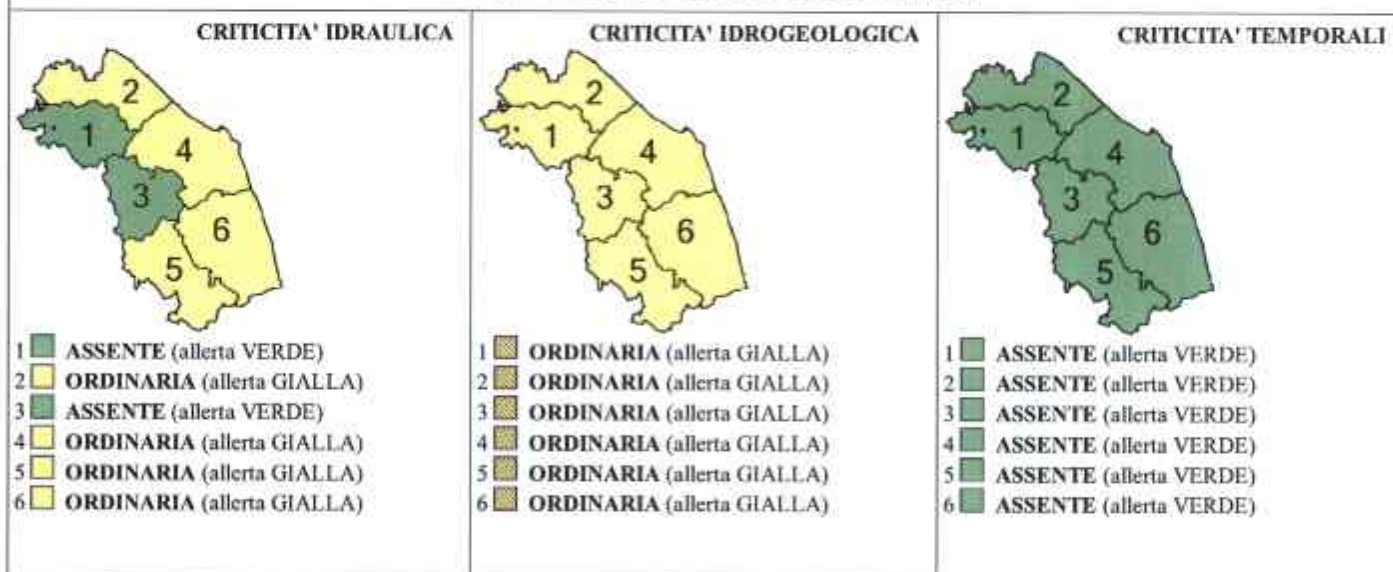 CRITICITA' IDRAULICA
2
1
4
3
6
5
1 ASSENTE (allerta VERDE)
2 ORDINARIA (allerta GIALLA)
3 ASSENTE (allerta VERDE)
4 ORDINARIA (allerta GIALLA)
5 ORDINARIA (allerta GIALLA)
6 ORDINARIA (allerta GIALLA)
CRITICITA' IDROGEOLOGICA
2
1
4
3
6
5
1 ORDINARIA (allerta GIALLA)
2 ORDINARIA (allerta GIALLA)
3 ORDINARIA (allerta GIALLA)
4 ORDINARIA (allerta GIALLA)
5 ORDINARIA (allerta GIALLA)
6 ORDINARIA (allerta GIALLA)
CRITICITA' TEMPORALI
2
1
4
3
6
5
1 ASSENTE (allerta VERDE)
2 ASSENTE (allerta VERDE)
3 ASSENTE (allerta VERDE)
4 ASSENTE (allerta VERDE)
5 ASSENTE (allerta VERDE)
6 ASSENTE (allerta VERDE)